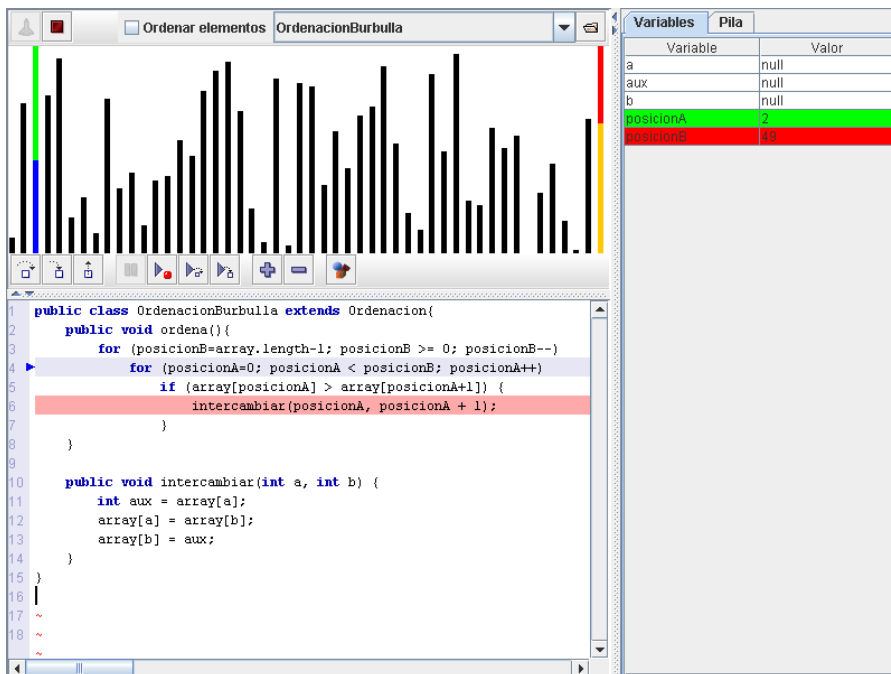 Ordenar elementos OrdenacionBurbulla
Variables Pila
Variable Valor
a null
aux null
b null
posicionA 2
posicionB 49
1 public class OrdenacionBurbulla extends Ordenacion{
2 public void ordena(){
3 for (posicionB=array.length-1; posicionB >= 0; posicionB--)
4 for (posicionA=0; posicionA < posicionB; posicionA++)
5 if (array[posicionA] > array[posicionA+1]) {
6 intercambiar(posicionA, posicionA + 1);
7 }
8 }
9
10 public void intercambiar(int a, int b) {
11 int aux = array[a];
12 array[a] = array[b];
13 array[b] = aux;
14 }
15 }
16
17 ~
18 ~
~